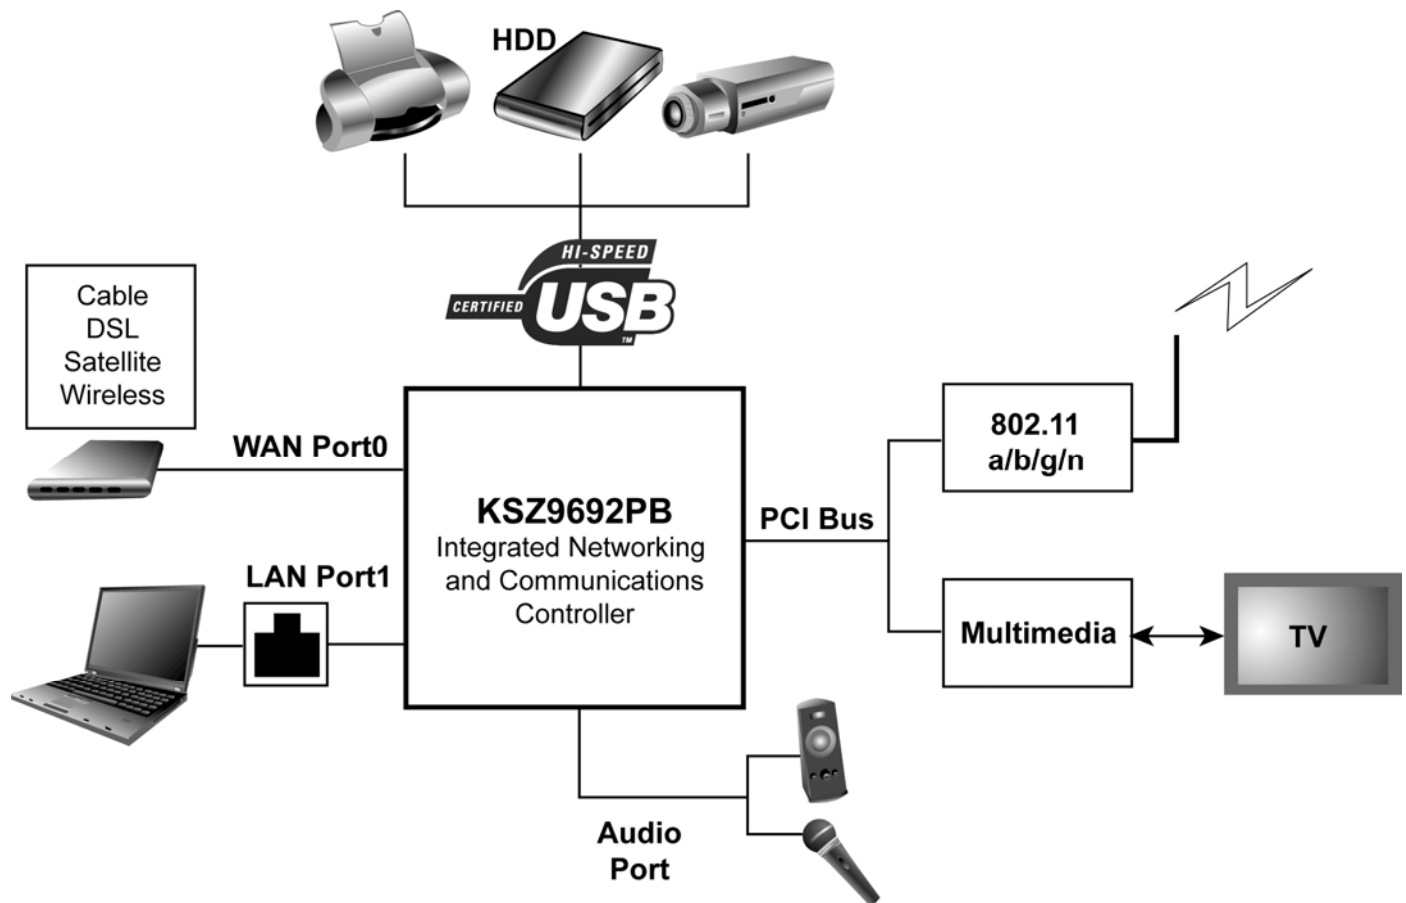 HDD
HI-SPEED
CERTIFIED
USB
TM
Cable
DSL
Satellite
Wireless
WAN Port0
802.11
a/b/g/n
KSZ9692PB
Integrated Networking
and Communications
Controller
PCI Bus
LAN Port1
Multimedia
TV
Audio
Port